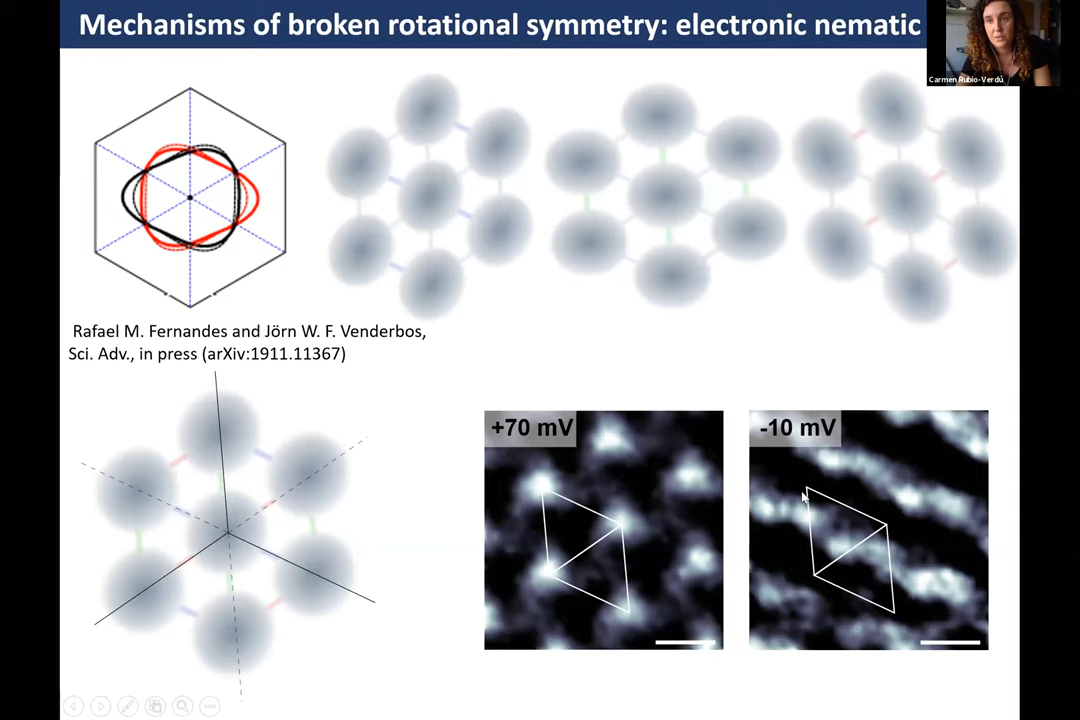 Mechanisms of broken rotational symmetry: electronic nematic
Carmen Rubio-Verdú
Rafael M. Fernandes and Jörn W. F. Venderbos,
Sci. Adv., in press (arXiv:1911.11367)
+70 mV
-10 mV